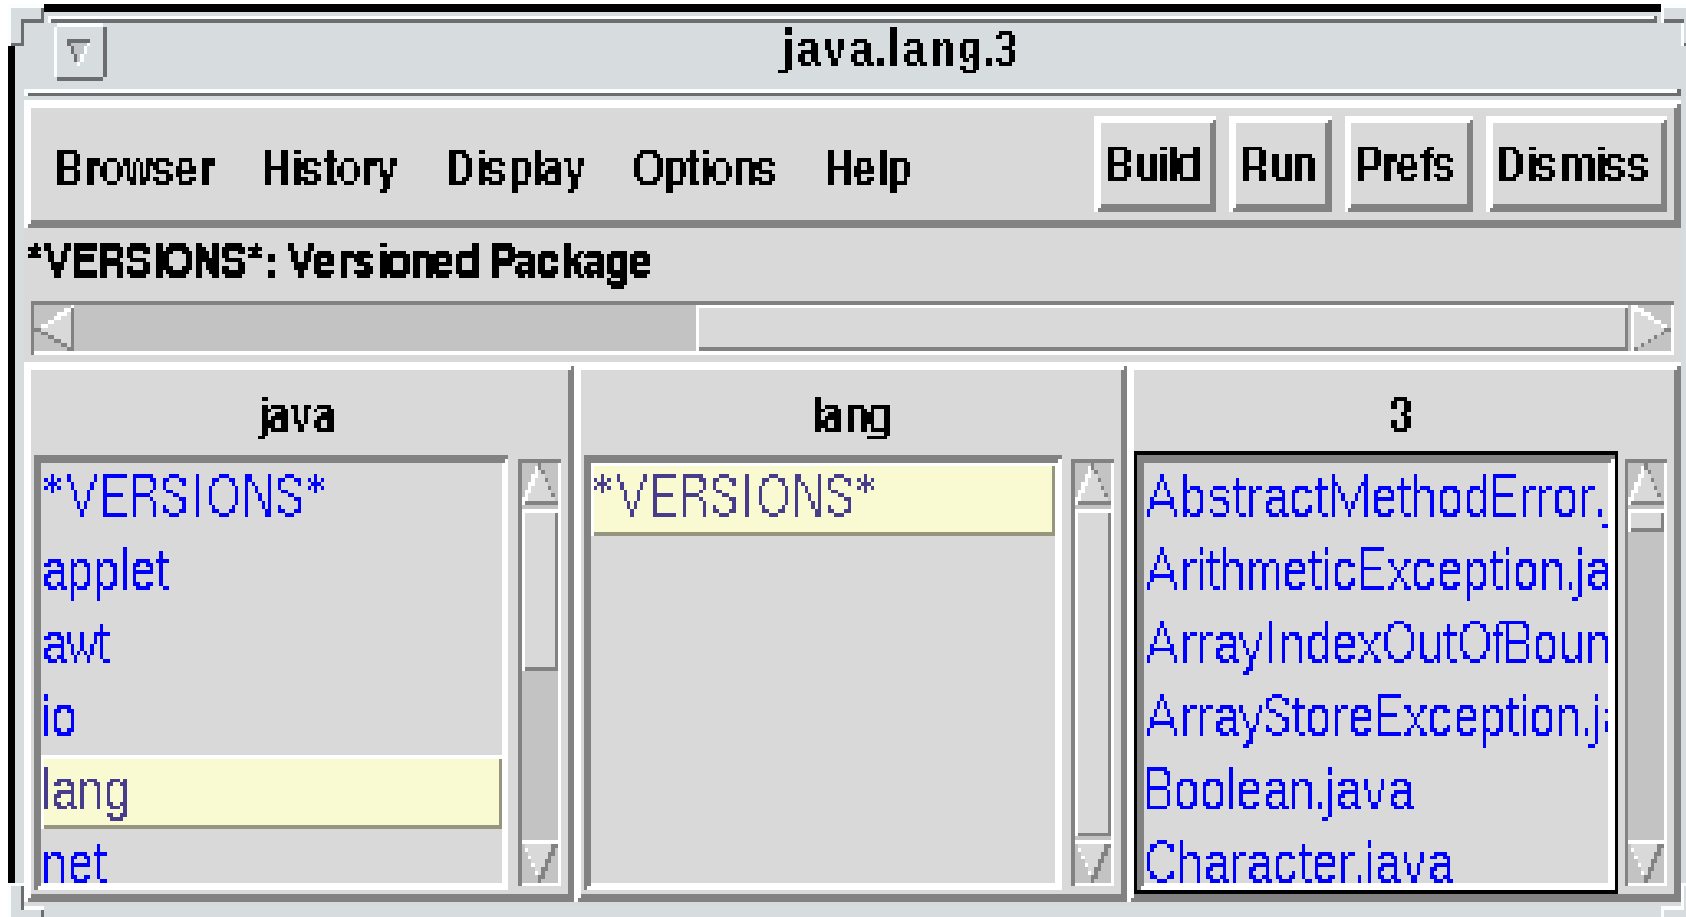 java.lang.3
Browser History Display Options Help Build Run Prefs Dismiss
*VERSIONS*: Versioned Package
java
*VERSIONS*
applet
awt
io
lang
net
lang
*VERSIONS*
3
AbstractMethodError.j
ArithmeticException.ja
ArrayIndexOutOfBoun
ArrayStoreException.ja
Boolean.java
Character.java